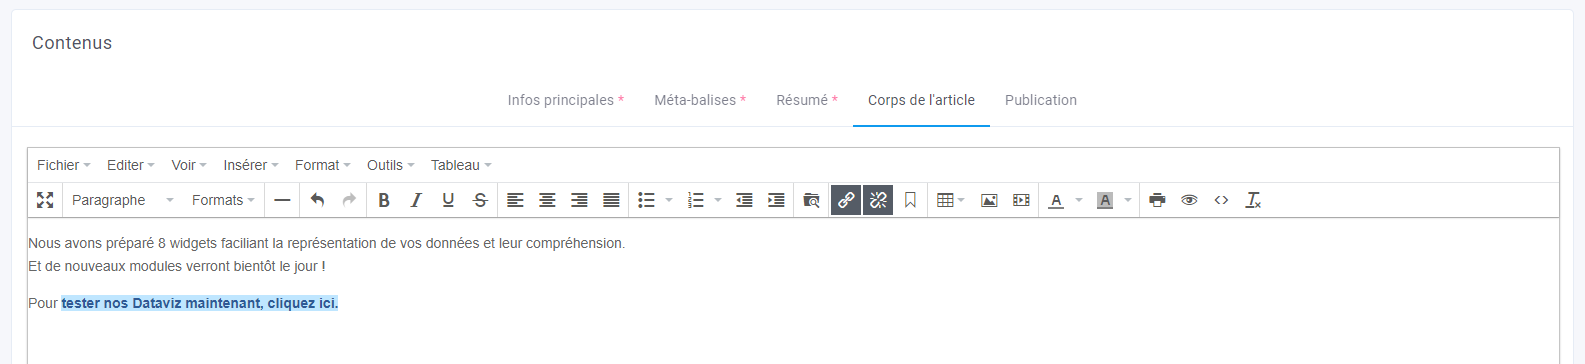 Contenus
Infos principales * Méta-balises * Résumé * Corps de l'article Publication
Fichier Editer Voir Insérer Format Outils Tableau
Paragraphe Formats B I U S A A
Nous avons préparé 8 widgets faciliant la représentation de vos données et leur compréhension.
Et de nouveaux modules verront bientôt le jour !
Pour tester nos Dataviz maintenant, cliquez ici.